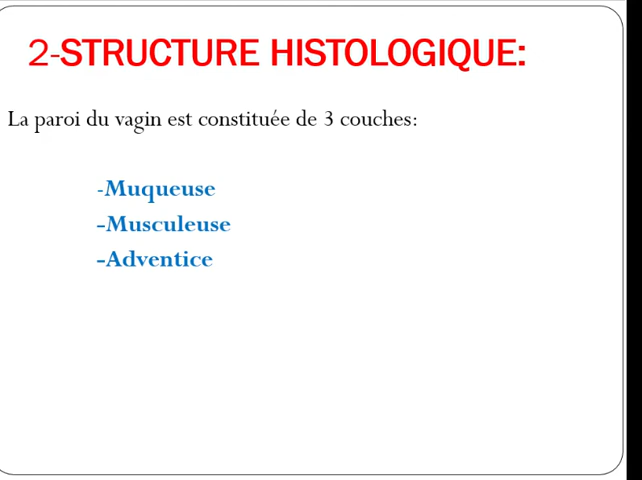 2-STRUCTURE HISTOLOGIQUE:
La paroi du vagin est constituée de 3 couches:
-Muqueuse
-Musculeuse
-Adventice